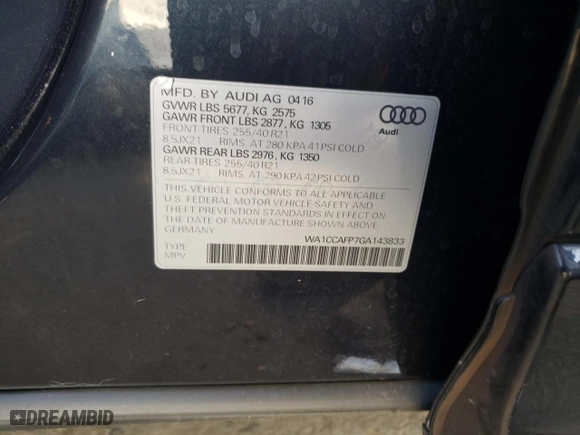 MFD. BY AUDI AG 04 16
GVWR LBS 5677, KG 2575
GAWR FRONT LBS 2877, KG 1305
FRONT-TIRES 255/40 R21
8.5JX21 RIMS. AT 280 KPA 41 PSI COLD
GAWR REAR LBS 2976, KG 1350
REAR-TIRES 255/40 R21
8.5JX21 RIMS. AT 290 KPA 42 PSI COLD
THIS VEHICLE CONFORMS TO ALL APPLICABLE
U.S. FEDERAL MOTOR VEHICLE SAFETY AND
THEFT PREVENTION STANDARDS IN EFFECT ON
THE DATE OF MANUFACTURE SHOWN ABOVE
GERMANY
WA1CCAFP7GA143833
TYPE
MPV
Audi
DREAMBID